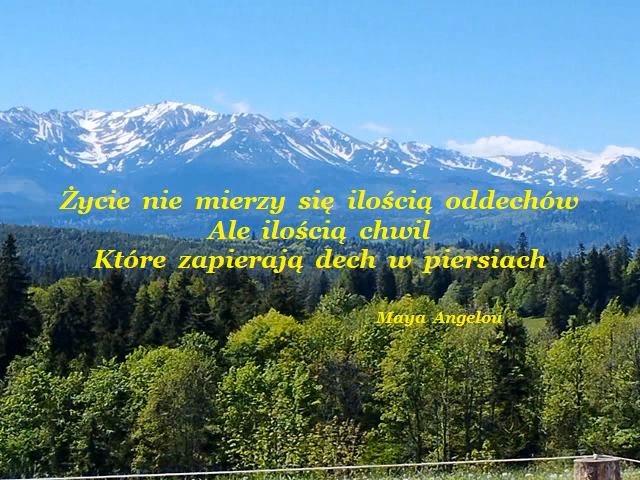 Życie nie mierzy się ilością oddechów
Ale ilością chwil
Które zapierają dech w piersiach
Maya Angelou